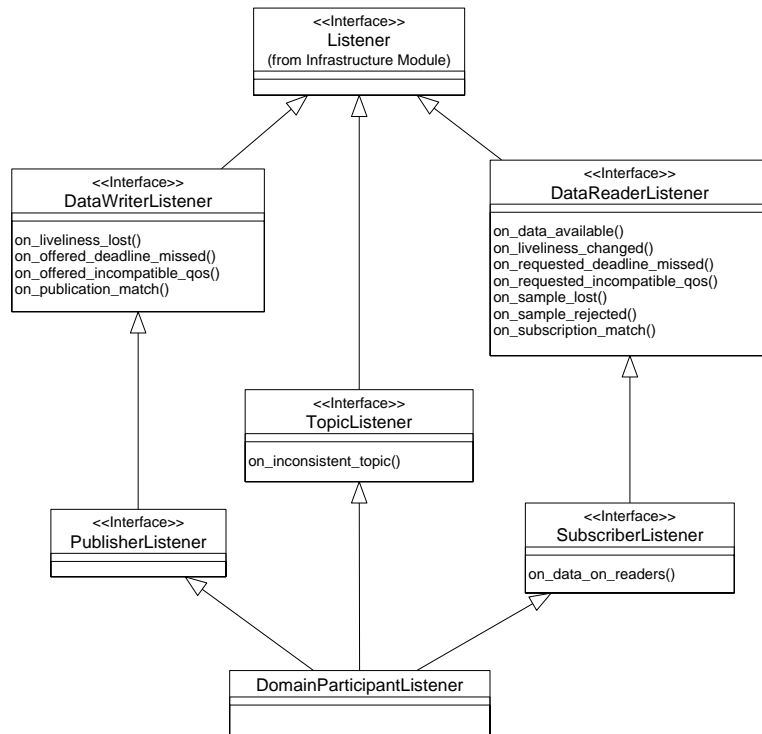 <<Interface>>
Listener
(from Infrastructure Module)
<<Interface>>
DataWriterListener
on_liveliness_lost()
on_offered_deadline_missed()
on_offered_incompatible_qos()
on_publication_match()
<<Interface>>
DataReaderListener
on_data_available()
on_liveliness_changed()
on_requested_deadline_missed()
on_requested_incompatible_qos()
on_sample_lost()
on_sample_rejected()
on_subscription_match()
<<Interface>>
TopicListener
on_inconsistent_topic()
<<Interface>>
PublisherListener
<<Interface>>
SubscriberListener
on_data_on_readers()
DomainParticipantListener